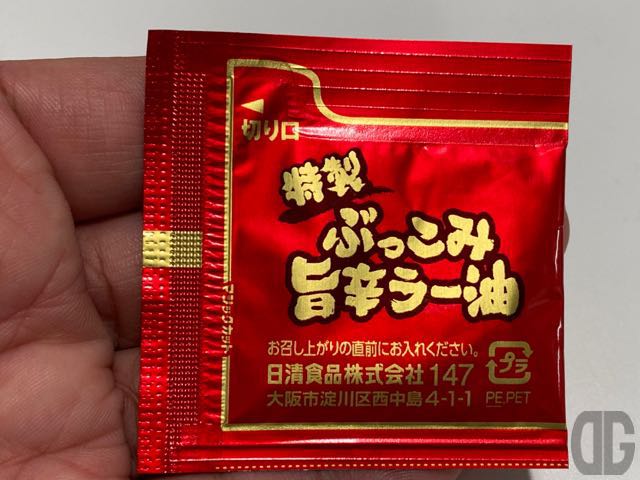 切り口
特製
ぶっこみ
旨辛ラー油
マジックカット
お召し上がりの直前にお入れください。
日清食品株式会社 147
大阪市淀川区西中島4-1-1
プラ
PE,PET
DG